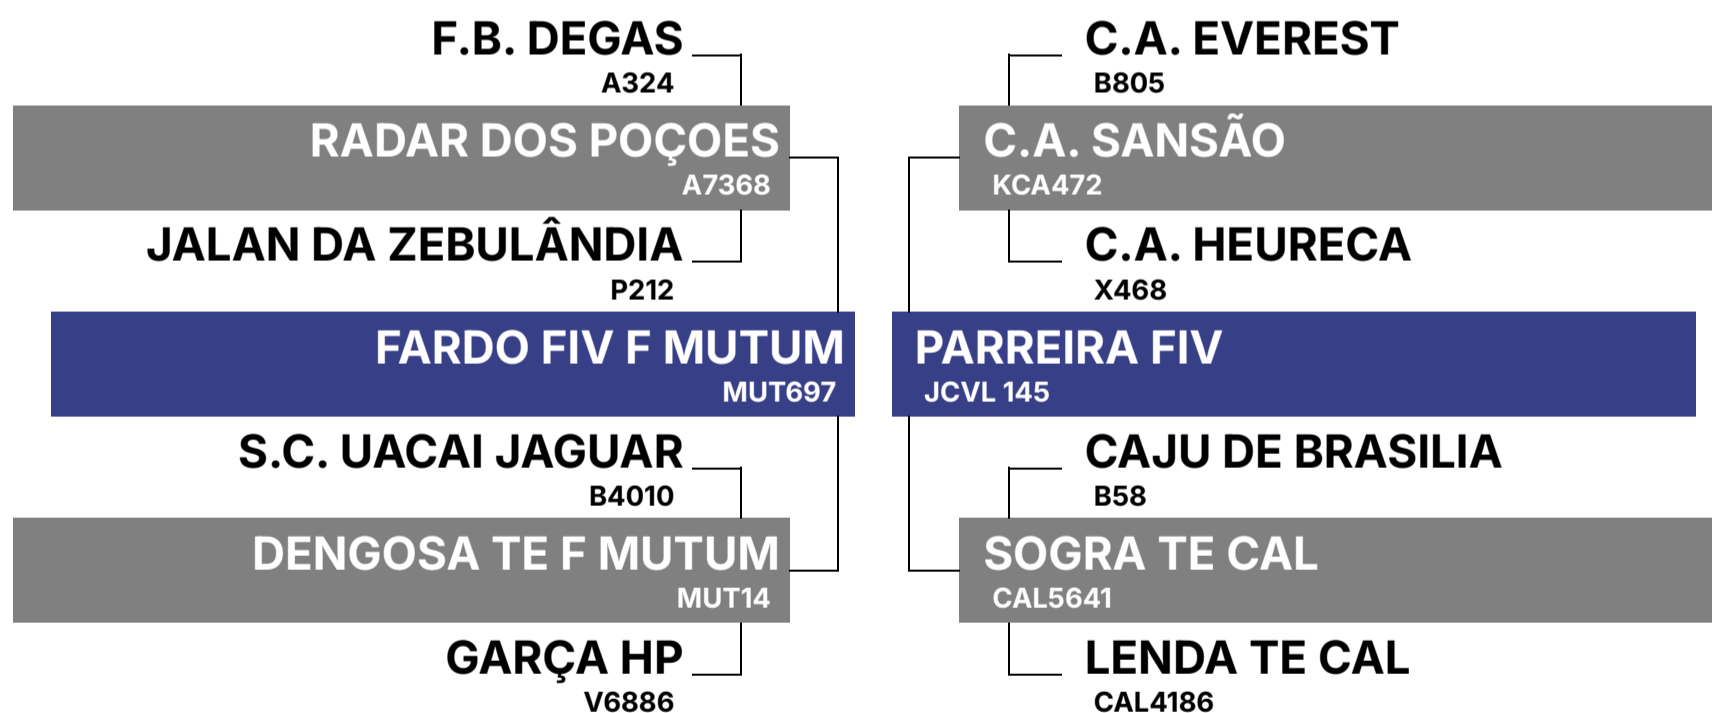 F.B. DEGAS
A324
RADAR DOS POÇOES
A7368
JALAN DA ZEBULÂNDIA
P212
FARDO FIV F MUTUM
MUT697
S.C. UACAI JAGUAR
B4010
DENGOSA TE F MUTUM
MUT14
GARÇA HP
V6886
C.A. EVEREST
B805
C.A. SANSÃO
KCA472
C.A. HEURECA
X468
PARREIRA FIV
JCVL 145
CAJU DE BRASILIA
B58
SOGRA TE CAL
CAL5641
LENDA TE CAL
CAL4186